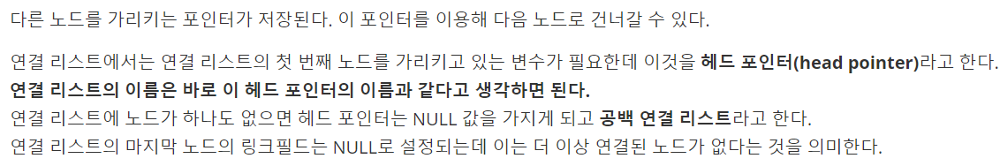 다른 노드를 가리키는 포인터가 저장된다. 이 포인터를 이용해 다음 노드로 건너갈 수 있다.
연결 리스트에서는 연결 리스트의 첫 번째 노드를 가리키고 있는 변수가 필요한데 이것을 헤드 포인터(head pointer)라고 한다.
연결 리스트의 이름은 바로 이 헤드 포인터의 이름과 같다고 생각하면 된다.
연결 리스트에 노드가 하나도 없으면 헤드 포인터는 NULL 값을 가지게 되고 공백 연결 리스트라고 한다.
연결 리스트의 마지막 노드의 링크필드는 NULL로 설정되는데 이는 더 이상 연결된 노드가 없다는 것을 의미한다.